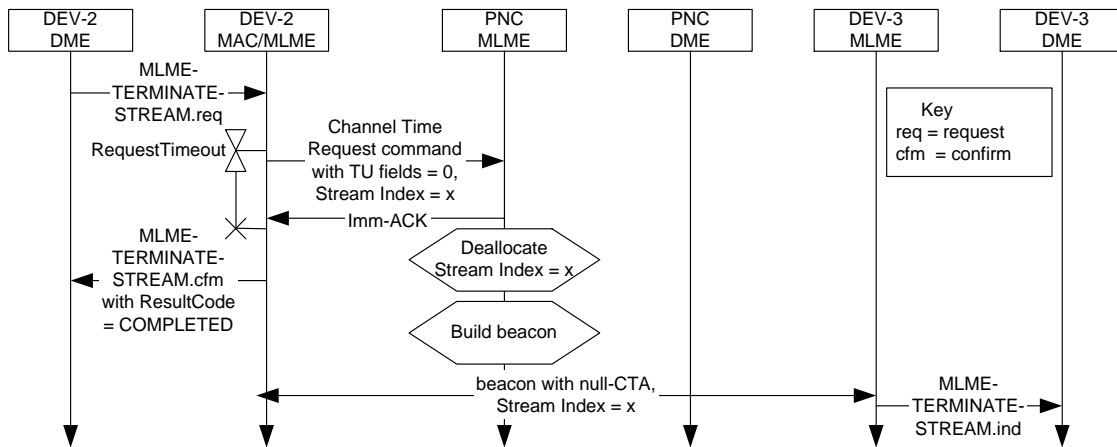 DEV-2
DME
DEV-2
MAC/MLME
PNC
MLME
PNC
DME
DEV-3
MLME
DEV-3
DME
MLME-
TERMINATE-
STREAM.req
Key
req = request
cfm = confirm
RequestTimeout
Channel Time
Request command
with TU fields = 0,
Stream Index = x
Imm-ACK
MLME-
TERMINATE-
STREAM.cfm
with ResultCode
= COMPLETED
Deallocate
Stream Index = x
Build beacon
beacon with null-CTA,
Stream Index = x
MLME-
TERMINATE-
STREAM.ind